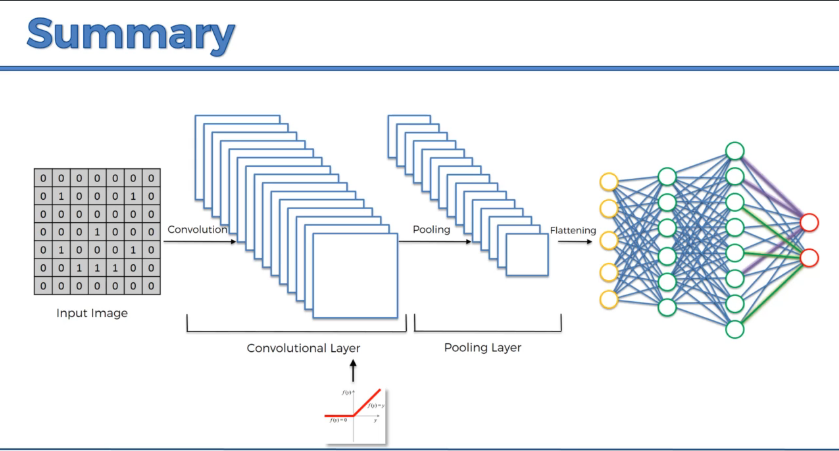 Summary
0 0 0 0 0 0 0
0 1 0 0 0 1 0
0 0 0 0 0 0 0
0 0 0 1 0 0 0
0 1 0 0 0 1 0
0 0 1 1 1 0 0
0 0 0 0 0 0 0
Convolution
Pooling
Flattening
Input Image
Convolutional Layer
Pooling Layer
f(y)
f(y)=y
f(y)=0
y